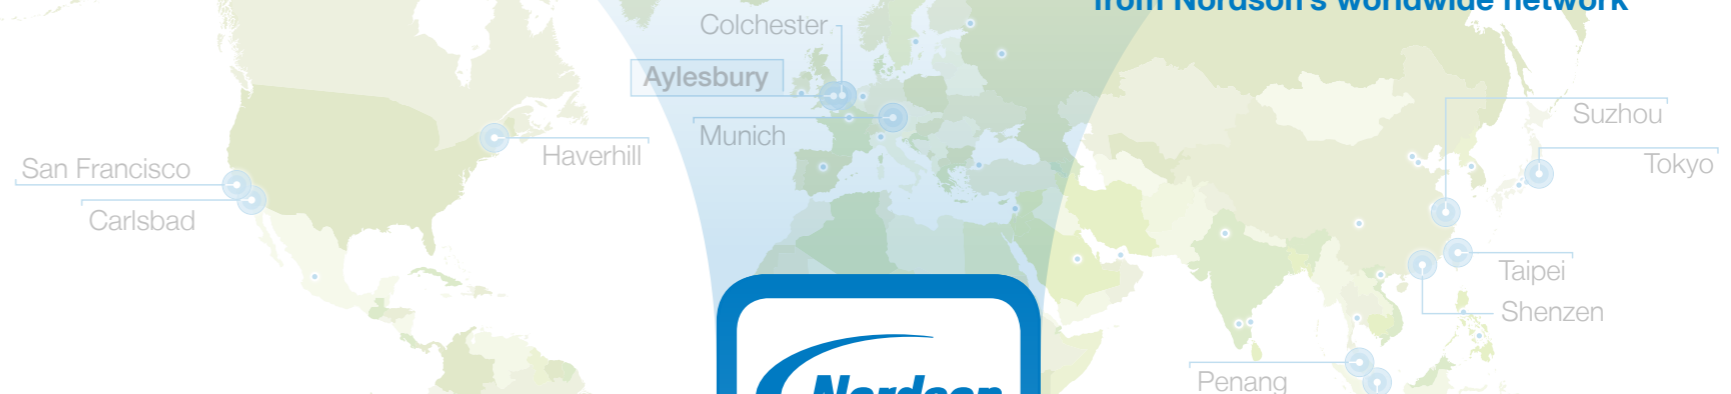 from Nordson's worldwide network
Colchester
Aylesbury
Munich
Haverhill
San Francisco
Carlsbad
Suzhou
Tokyo
Taipei
Shenzen
Penang
Nordson